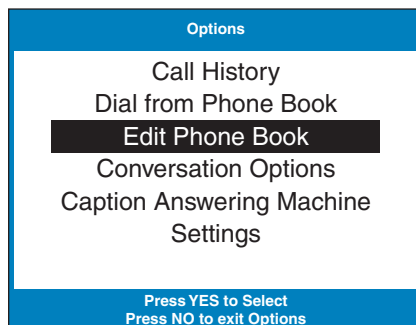 Options
Call History
Dial from Phone Book
Edit Phone Book
Conversation Options
Caption Answering Machine
Settings
Press YES to Select
Press NO to exit Options